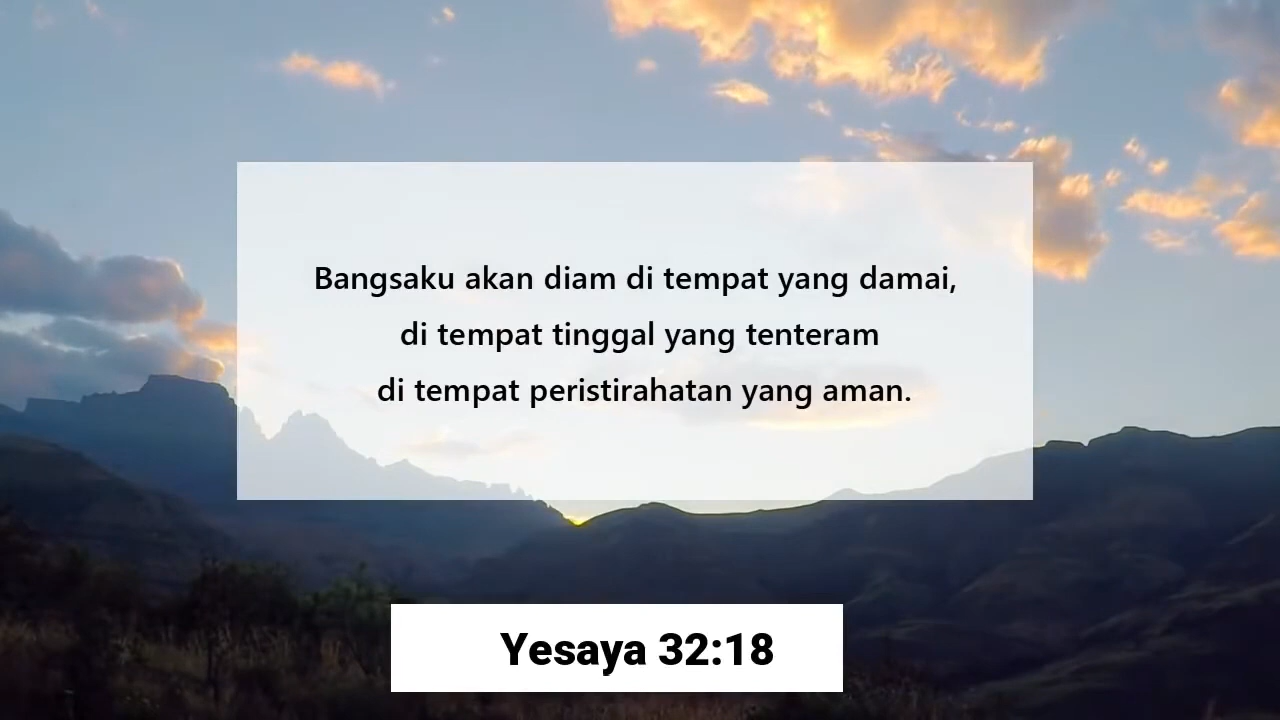 Bangsaku akan diam di tempat yang damai,
di tempat tinggal yang tenteram
di tempat peristirahatan yang aman.
Yesaya 32:18